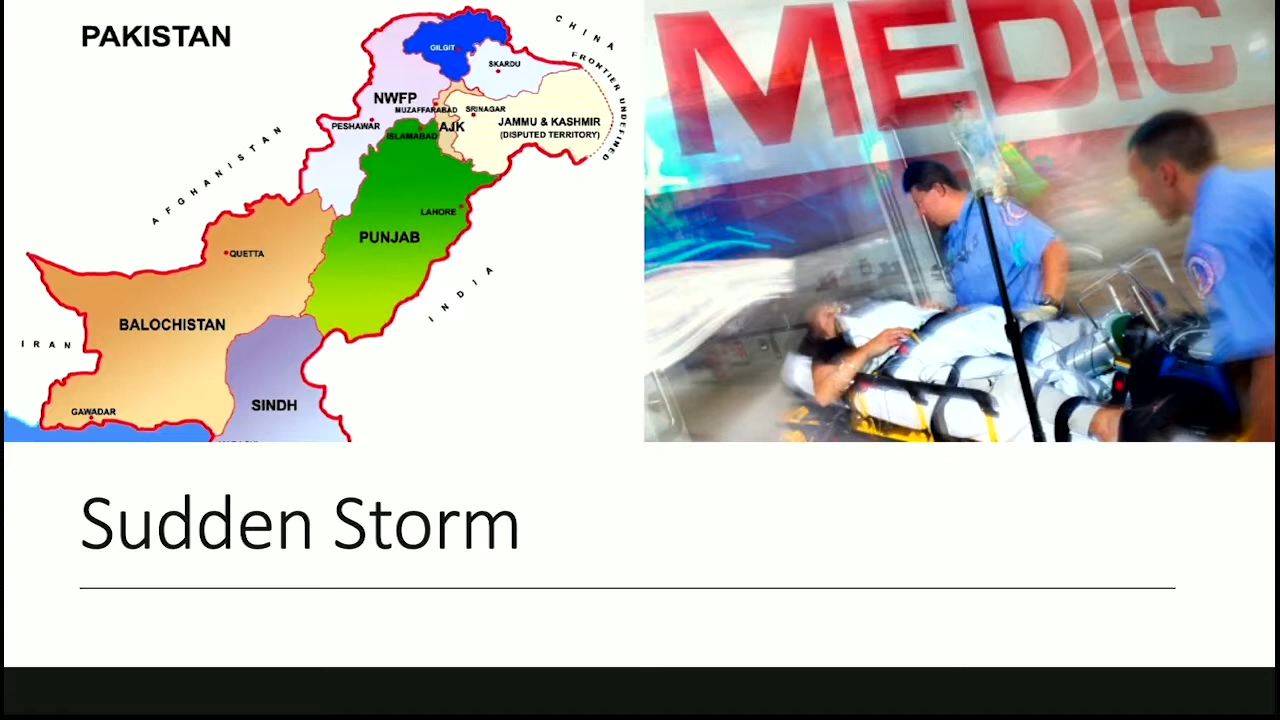 PAKISTAN
CHINA
GILGIT
FRONTIER UNDEFINED
SKARDU
NWFP
MUZAFFARABAD
SRINAGAR
JAMMU & KASHMIR
(DISPUTED TERRITORY)
PESHAWAR
AJK
ISLAMABAD
AFGHANISTAN
LAHORE
PUNJAB
QUETTA
INDIA
BALOCHISTAN
IRAN
SINDH
GAWADAR
MEDIC
Sudden Storm